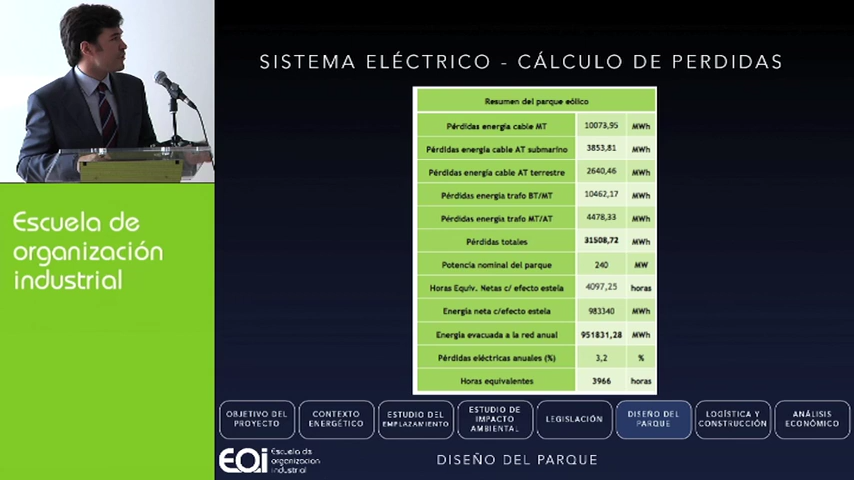 SISTEMA ELÉCTRICO - CÁLCULO DE PERDIDAS
Resumen del parque eólico
Pérdidas energía cable MT 10073,95 MWh
Pérdidas energía cable AT submarino 3853,81 MWh
Pérdidas energía cable AT terrestre 2640,46 MWh
Pérdidas energía trafo BT/MT 10462,17 MWh
Pérdidas energía trafo MT/AT 4478,33 MWh
Pérdidas totales 31508,72 MWh
Potencia nominal del parque 240 MW
Horas Equiv. Netas c/ efecto estela 4097,25 horas
Energía neta c/efecto estela 983340 MWh
Energía evacuada a la red anual 951831,28 MWh
Pérdidas eléctricas anuales (%) 3,2 %
Horas equivalentes 3966 horas
Escuela de
organización
industrial
OBJETIVO DEL
PROYECTO
CONTEXTO
ENERGÉTICO
ESTUDIO DEL
EMPLAZAMIENTO
ESTUDIO DE
IMPACTO
AMBIENTAL
LEGISLACIÓN
DISEÑO DEL
PARQUE
LOGÍSTICA Y
CONSTRUCCIÓN
ANÁLISIS
ECONÓMICO
EOi
Escuela de
organización
industrial
DISEÑO DEL PARQUE